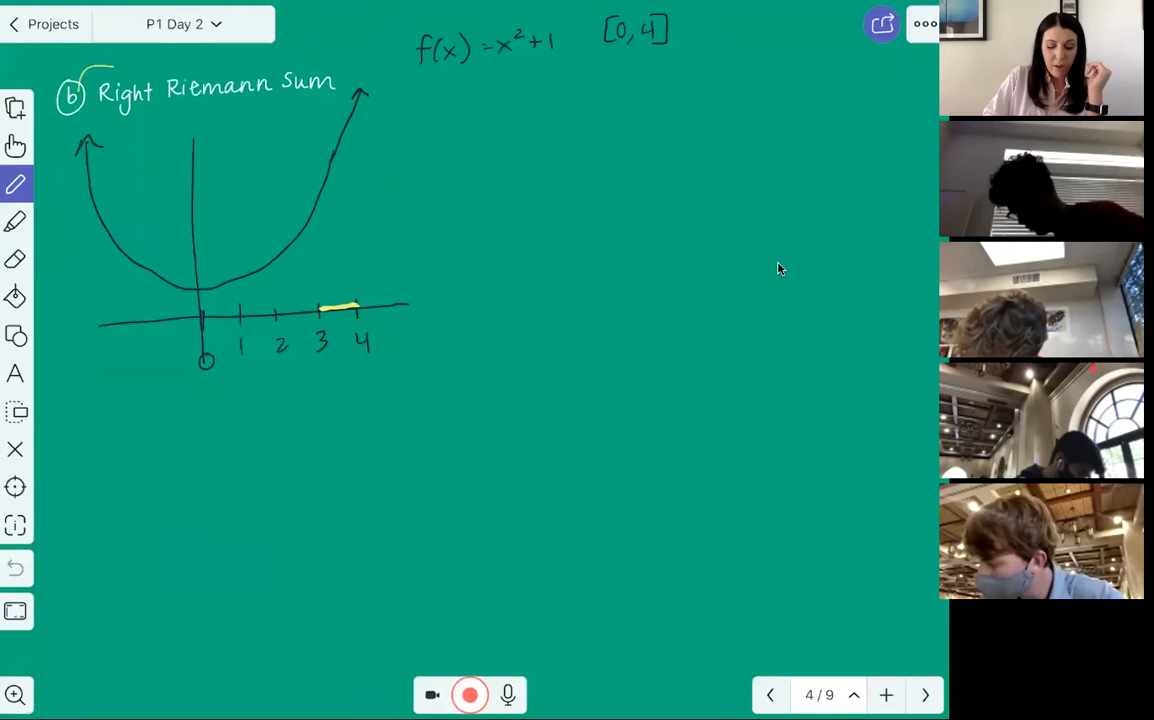 Projects
P1 Day 2
f(x) = x² + 1 [0, 4]
(b) Right Riemann Sum
0 1 2 3 4
A
4 / 9